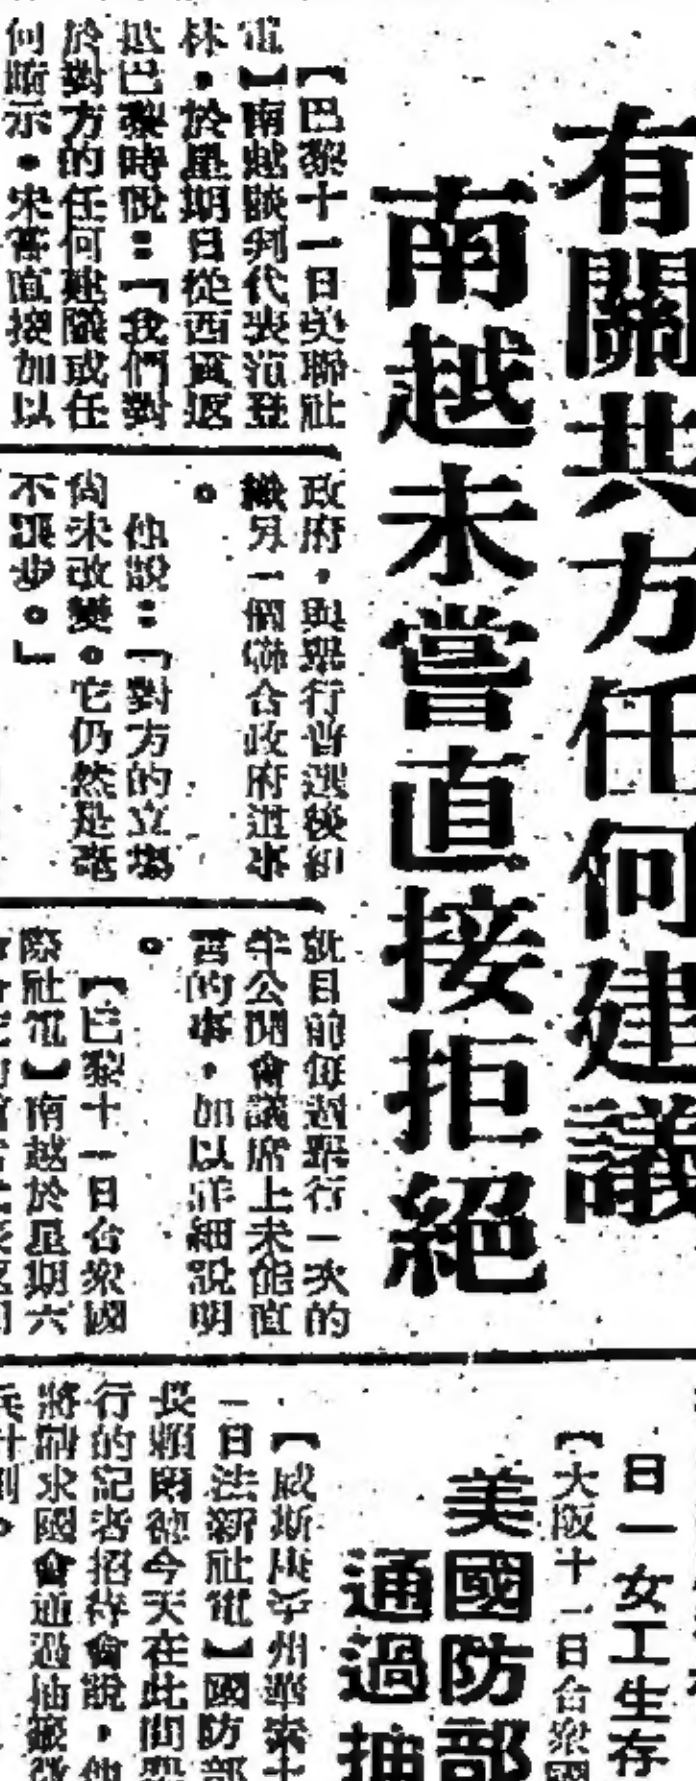 有關共方任何建議
南越未嘗直接拒絕
【巴黎十一日美聯社
電】南越談判代表范登
林,於星期日從西貢返
抵巴黎時說:「我們對
於對方的任何建議或任
何暗示,未嘗直接加以
政府,與舉行普選後組
織另一個聯合政府這事
。
他說:「對方的立場
尙未改變。它仍然是毫
不讓步。」
就目前每週舉行一次的
半公開會議席上未能直
言的事,加以詳細說明
。
【巴黎十一日合衆國
際社電】南越於星期六
日一女工生存
【大阪十一日合衆國
美國防部
通過抽
【威斯康辛州華索十
一日法新社電】國防部
長賴爾德今天在此間舉
行的記者招待會說,他
將制求國會通過抽籤徵
兵計劃。